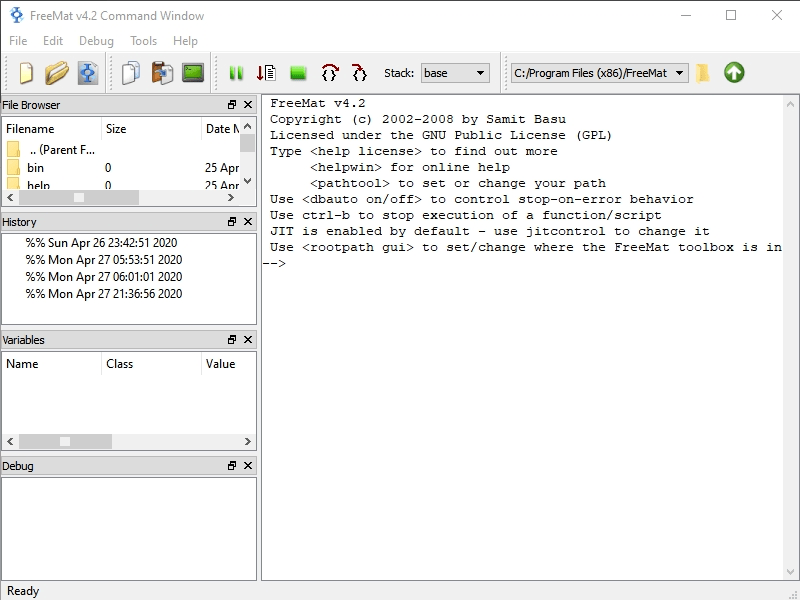 FreeMat v4.2 Command Window
File Edit Debug Tools Help
Stack: base C:/Program Files (x86)/FreeMat
File Browser
Filename Size Date M
.. (Parent F...
bin 0 25 Apr
help 0 25 Apr
History
%% Sun Apr 26 23:42:51 2020
%% Mon Apr 27 05:53:51 2020
%% Mon Apr 27 06:01:01 2020
%% Mon Apr 27 21:36:56 2020
Variables
Name Class Value
Debug
FreeMat v4.2
Copyright (c) 2002-2008 by Samit Basu
Licensed under the GNU Public License (GPL)
Type <help license> to find out more
<helpwin> for online help
<pathtool> to set or change your path
Use <dbauto on/off> to control stop-on-error behavior
Use ctrl-b to stop execution of a function/script
JIT is enabled by default - use jitcontrol to change it
Use <rootpath gui> to set/change where the FreeMat toolbox is in
-->
Ready